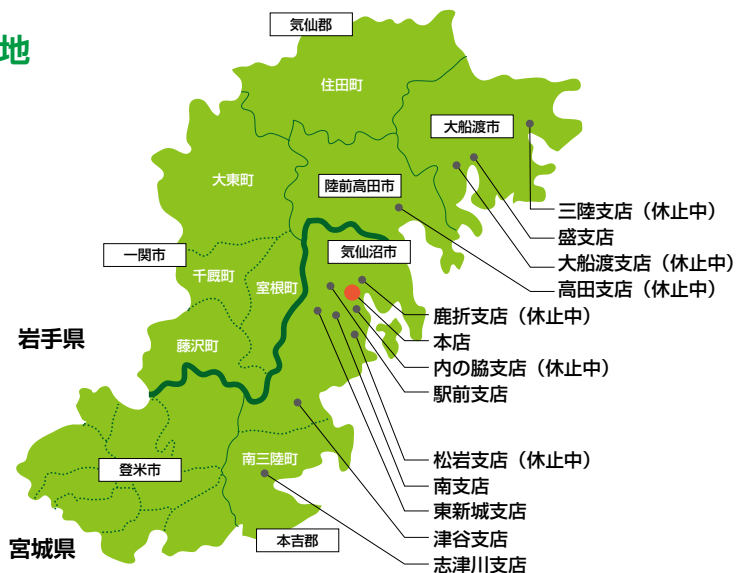 地
気仙郡
住田町
大船渡市
大東町
陸前高田市
三陸支店（休止中）
盛支店
大船渡支店（休止中）
高田支店（休止中）
一関市
気仙沼市
千厩町
室根町
鹿折支店（休止中）
本店
内の脇支店（休止中）
駅前支店
岩手県
藤沢町
松岩支店（休止中）
南支店
東新城支店
津谷支店
志津川支店
登米市
南三陸町
宮城県
本吉郡